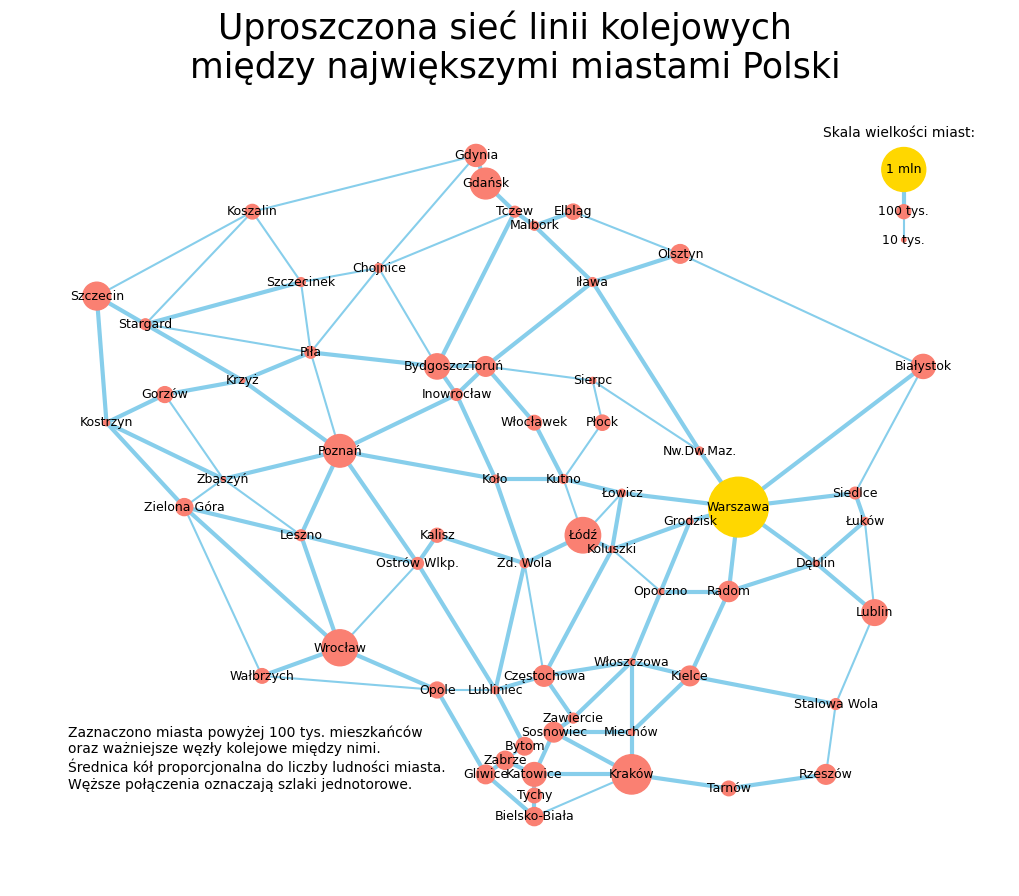 Uproszczona sieć linii kolejowych
między największymi miastami Polski
Skala wielkości miast:
1 mln
100 tys.
10 tys.
Gdynia
Gdańsk
Koszalin
Tczew
Elbląg
Malbork
Olsztyn
Chojnice
Szczecinek
Iława
Szczecin
Stargard
Piła
Bydgoszcz
Toruń
Białystok
Krzyż
Sierpc
Gorzów
Inowrocław
Kostrzyn
Włocławek
Płock
Poznań
Nw.Dw.Maz.
Zbąszyń
Koło
Kutno
Łowicz
Siedlce
Zielona Góra
Warszawa
Grodzisk
Łuków
Leszno
Kalisz
Łódź
Koluszki
Ostrów Wlkp.
Zd. Wola
Dęblin
Opoczno
Radom
Lublin
Wrocław
Włoszczowa
Wałbrzych
Częstochowa
Kielce
Opole
Lubliniec
Stalowa Wola
Zawiercie
Sosnowiec
Miechów
Bytom
Zabrze
Gliwice
Katowice
Kraków
Rzeszów
Tarnów
Tychy
Bielsko-Biała
Zaznaczono miasta powyżej 100 tys. mieszkańców
oraz ważniejsze węzły kolejowe między nimi.
Średnica kół proporcjonalna do liczby ludności miasta.
Węższe połączenia oznaczają szlaki jednotorowe.